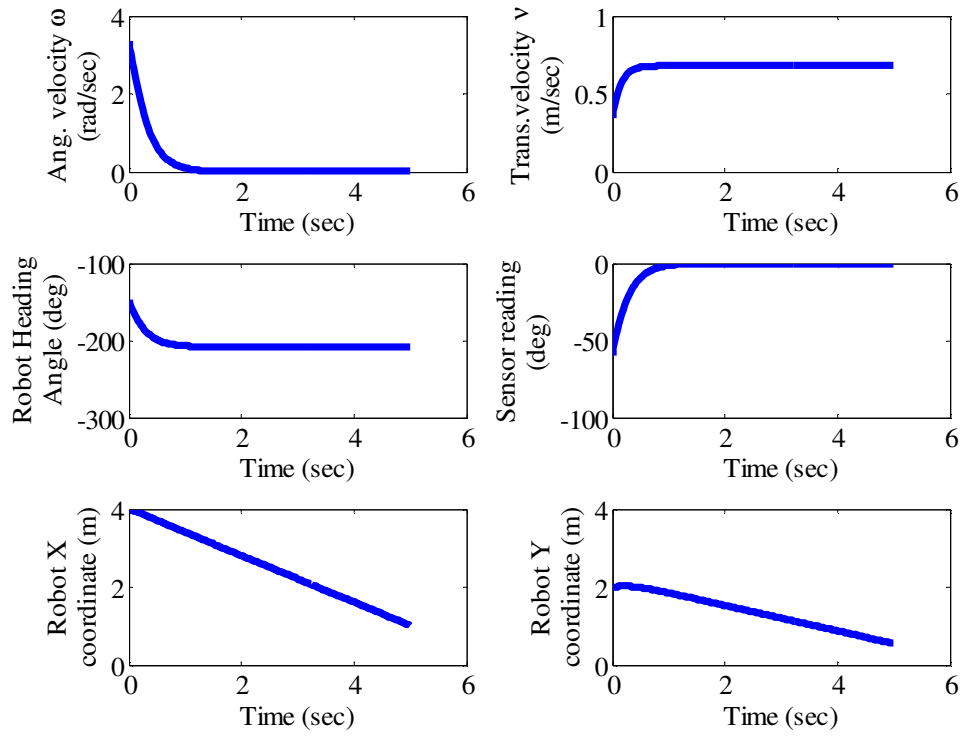 Ang. velocity ω
(rad/sec)
4
2
0
0
2
4
6
Time (sec)
Trans.velocity ν
(m/sec)
1
0.5
0
0
2
4
6
Time (sec)
Robot Heading
Angle (deg)
-100
-200
-300
0
2
4
6
Time (sec)
Sensor reading
(deg)
0
-50
-100
0
2
4
6
Time (sec)
Robot X
coordinate (m)
4
2
0
0
2
4
6
Time (sec)
Robot Y
coordinate (m)
4
2
0
0
2
4
6
Time (sec)